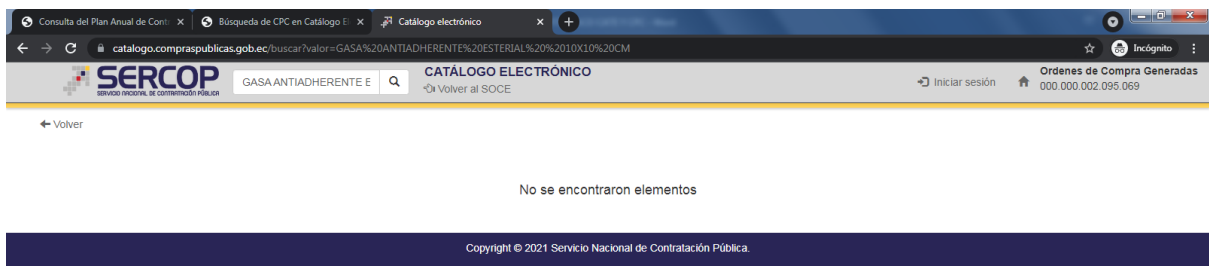 Consulta del Plan Anual de Contr
Búsqueda de CPC en Catálogo El
Catálogo electrónico
catalogo.compraspublicas.gob.ec/buscar?valor=GASA%20ANTIADHERENTE%20ESTERIAL%20%2010X10%20CM
Incógnito
SERCOP
SERVICIO NACIONAL DE CONTRATACIÓN PÚBLICA
GASA ANTIADHERENTE E
CATÁLOGO ELECTRÓNICO
Volver al SOCE
Iniciar sesión
Ordenes de Compra Generadas
000.000.002.095.069
Volver
No se encontraron elementos
Copyright © 2021 Servicio Nacional de Contratación Pública.